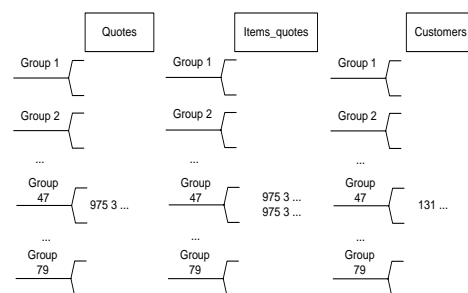 Quotes
Group 1
Group 2
...
Group
47
975 3 ...
...
Group
79
Items_quotes
Group 1
Group 2
...
Group
47
975 3 ...
975 3 ...
...
Group
79
Customers
Group 1
Group 2
...
Group
47
131 ...
...
Group
79